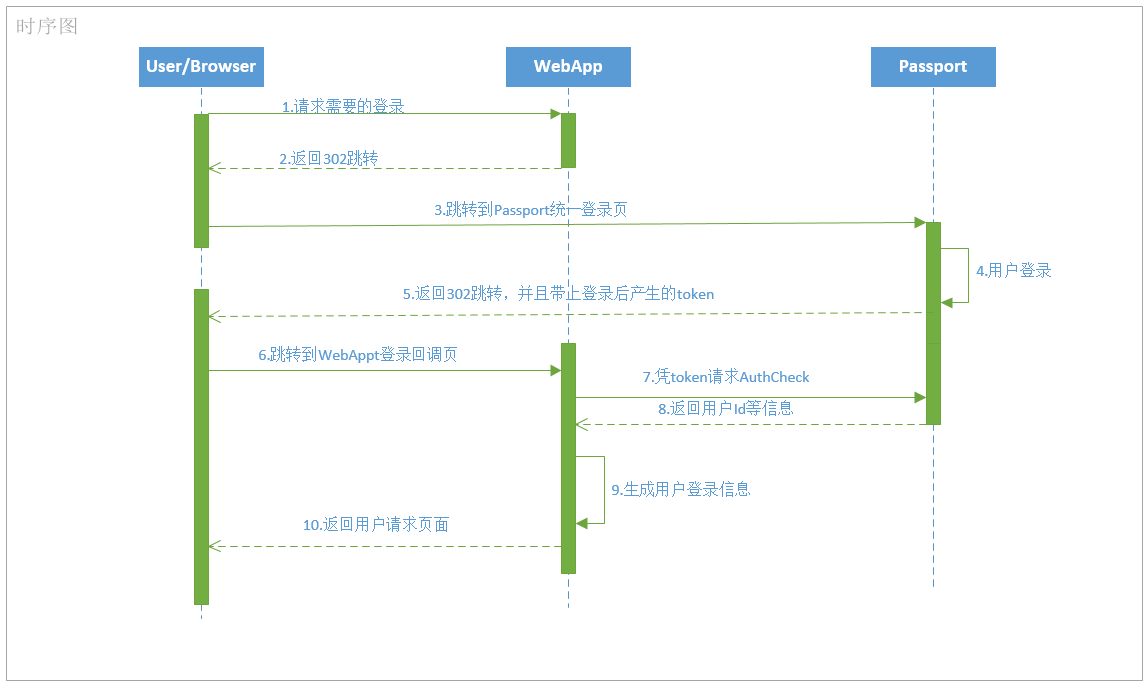 时序图
User/Browser
WebApp
Passport
1.请求需要的登录
2.返回302跳转
3.跳转到Passport统一登录页
4.用户登录
5.返回302跳转，并且带上登录后产生的token
6.跳转到WebAppt登录回调页
7.凭token请求AuthCheck
8.返回用户Id等信息
9.生成用户登录信息
10.返回用户请求页面